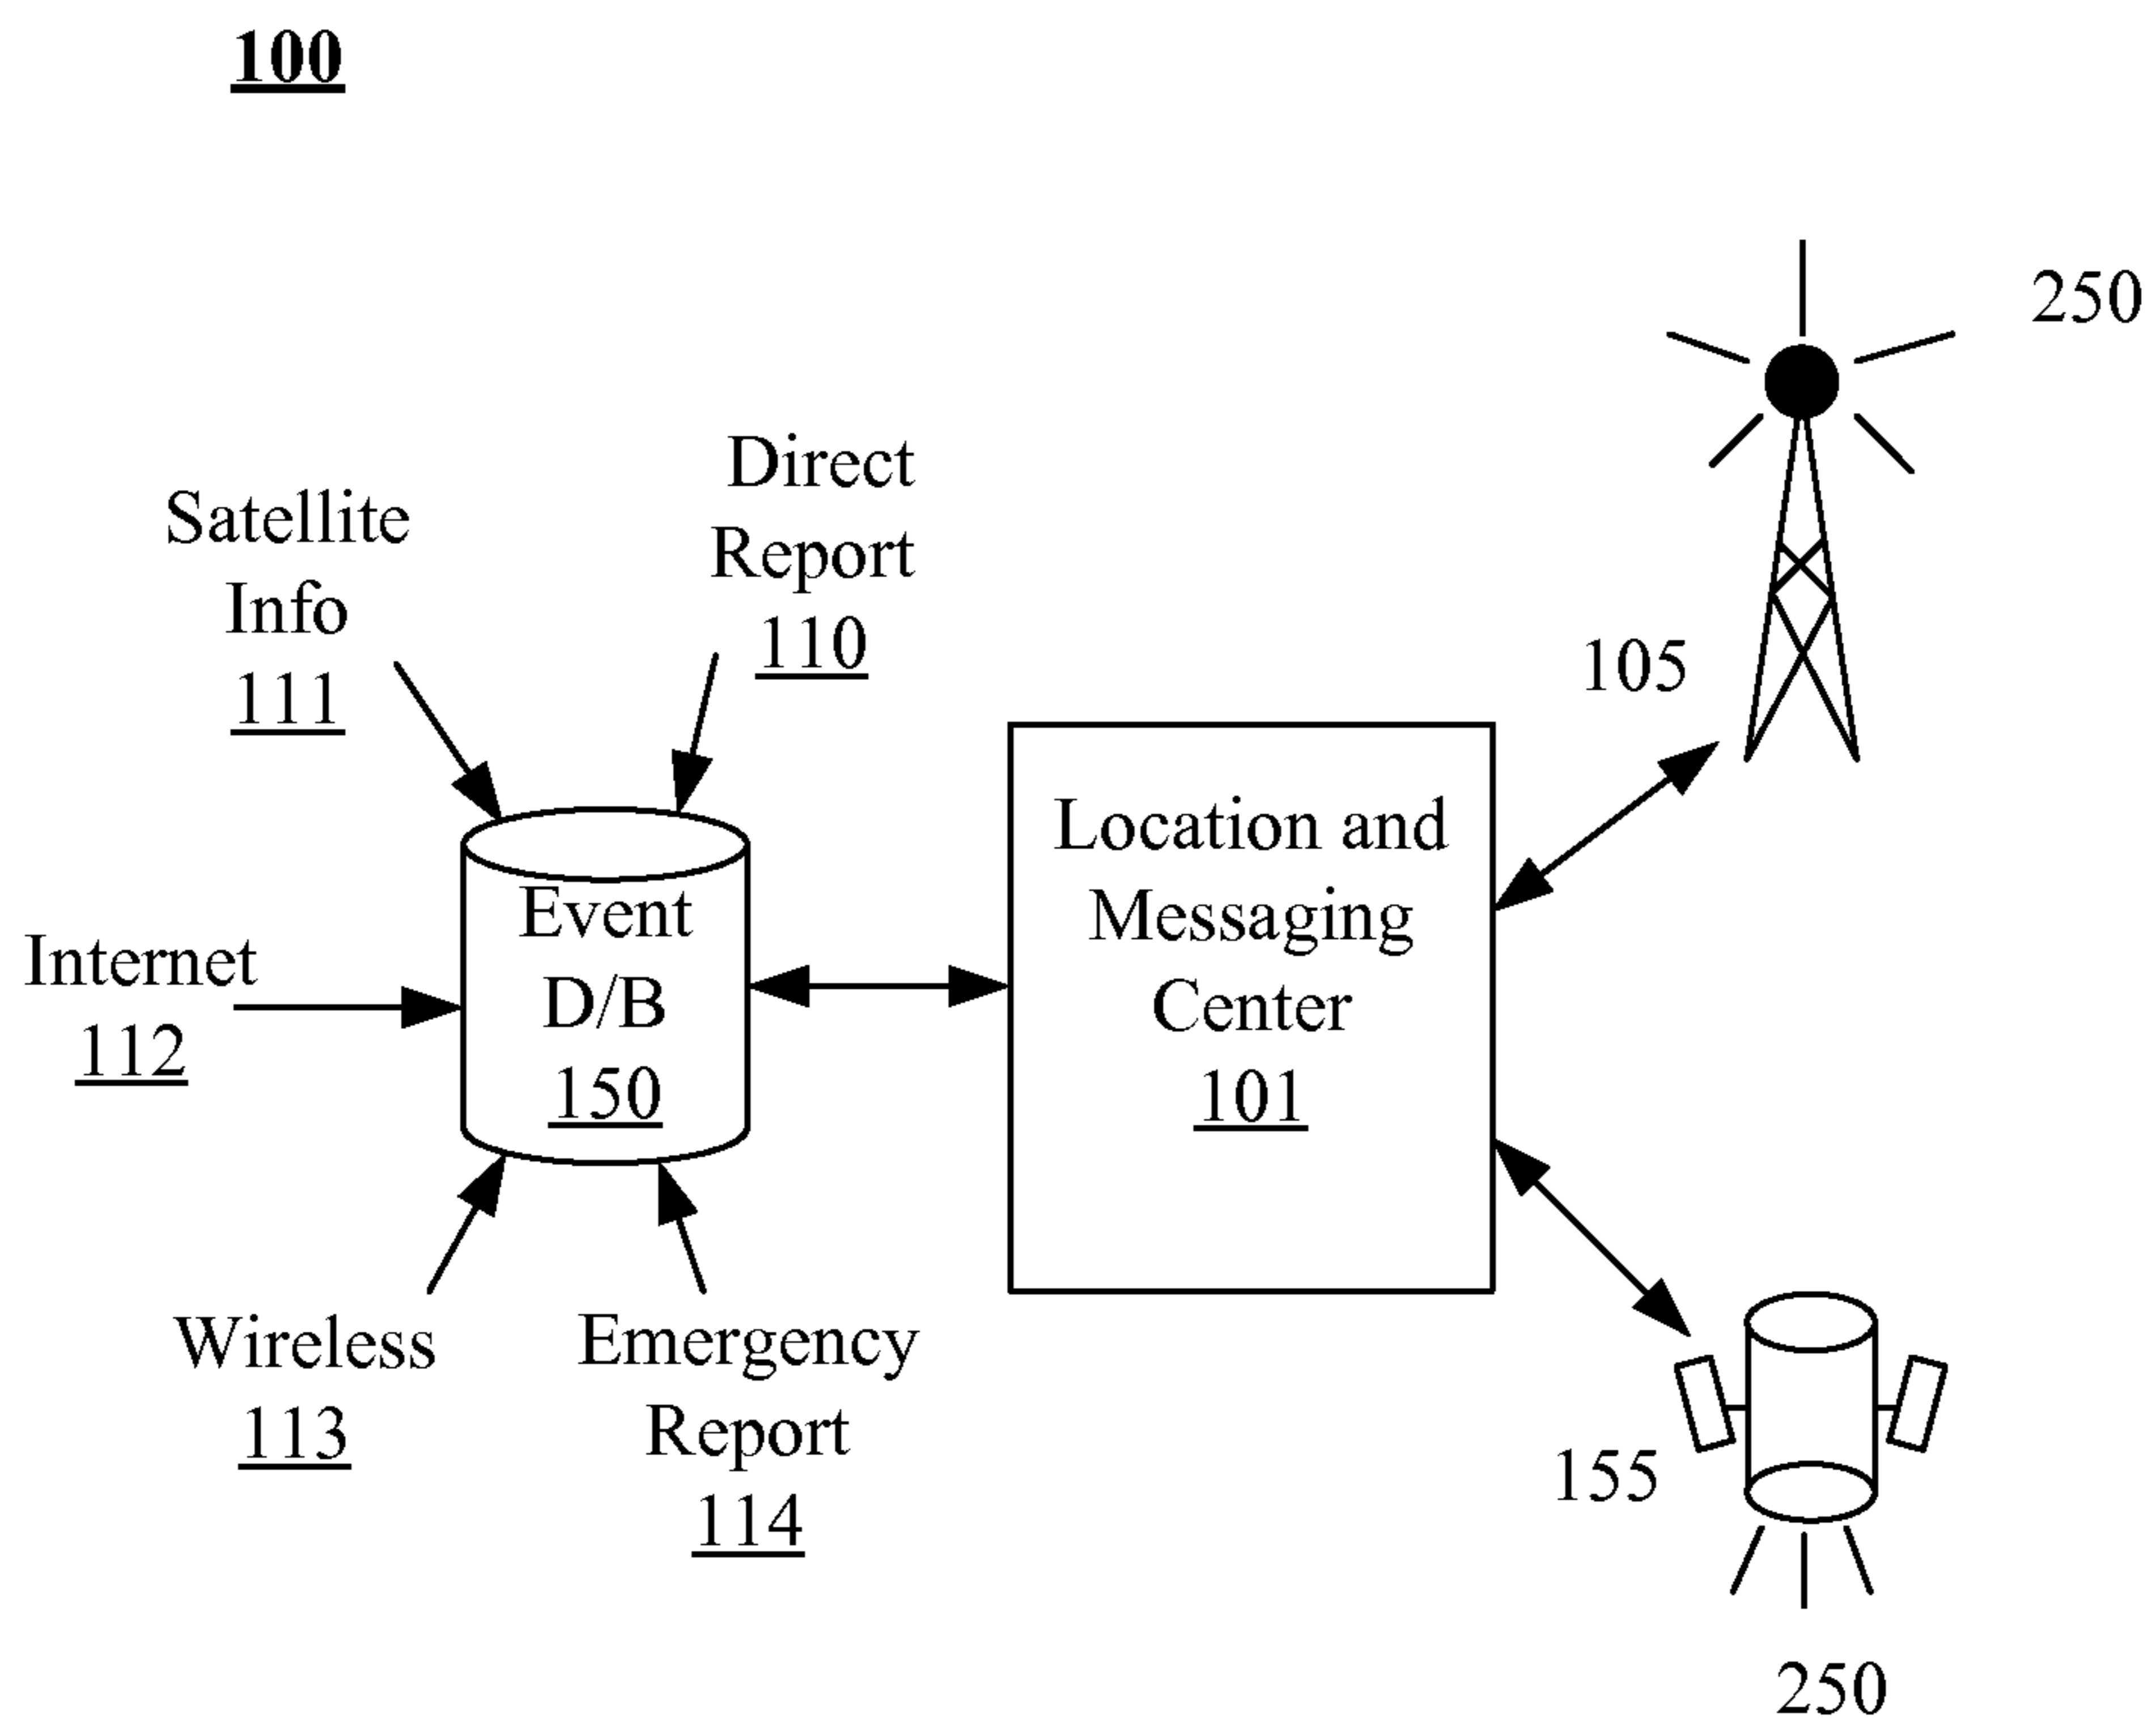 100
250
Direct
Report
110
Satellite
Info
111
105
Location and
Messaging
Center
101
Event
D/B
150
Internet
112
Wireless
113
Emergency
Report
114
155
250